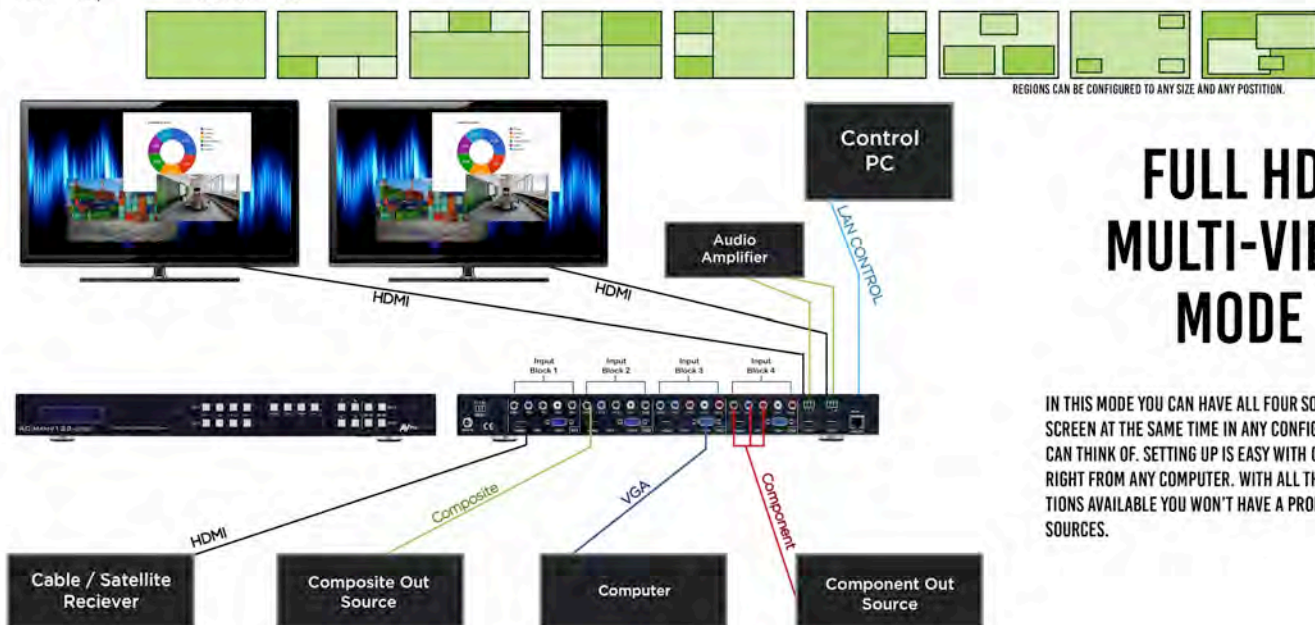 REGIONS CAN BE CONFIGURED TO ANY SIZE AND ANY POSTITION.
Control
PC
FULL HD
MULTI-VI
MODE
LAN CONTROL
Audio
Amplifier
HDMI
HDMI
Input
Block 1
Input
Block 2
Input
Block 3
Input
Block 4
IN THIS MODE YOU CAN HAVE ALL FOUR SO
SCREEN AT THE SAME TIME IN ANY CONFIG
CAN THINK OF. SETTING UP IS EASY WITH
RIGHT FROM ANY COMPUTER. WITH ALL TH
TIONS AVAILABLE YOU WON'T HAVE A PRO
SOURCES.
HDMI
Composite
VGA
Component
Cable / Satellite
Reciever
Composite Out
Source
Computer
Component Out
Source